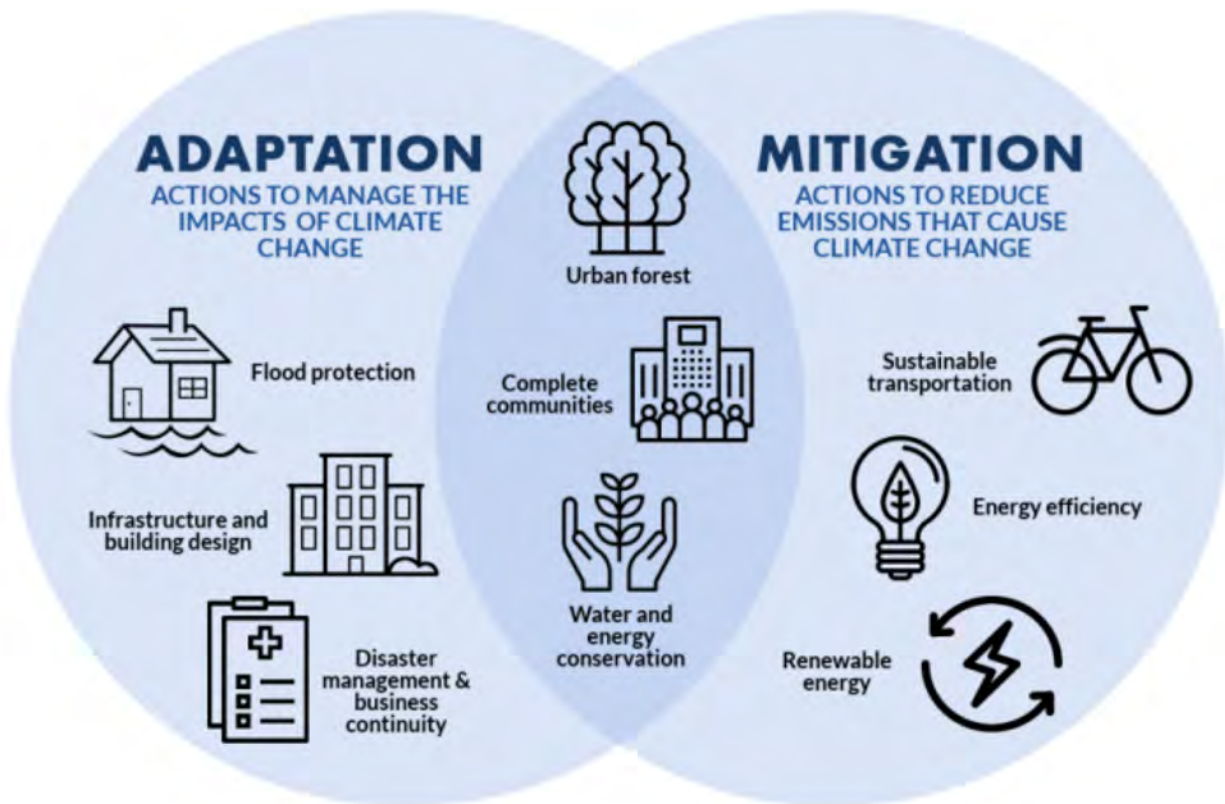 ADAPTATION
ACTIONS TO MANAGE THE
IMPACTS OF CLIMATE
CHANGE
Flood protection
Infrastructure and
building design
Disaster
management &
business
continuity
Urban forest
Complete
communities
Water and
energy
conservation
MITIGATION
ACTIONS TO REDUCE
EMISSIONS THAT CAUSE
CLIMATE CHANGE
Sustainable
transportation
Energy efficiency
Renewable
energy